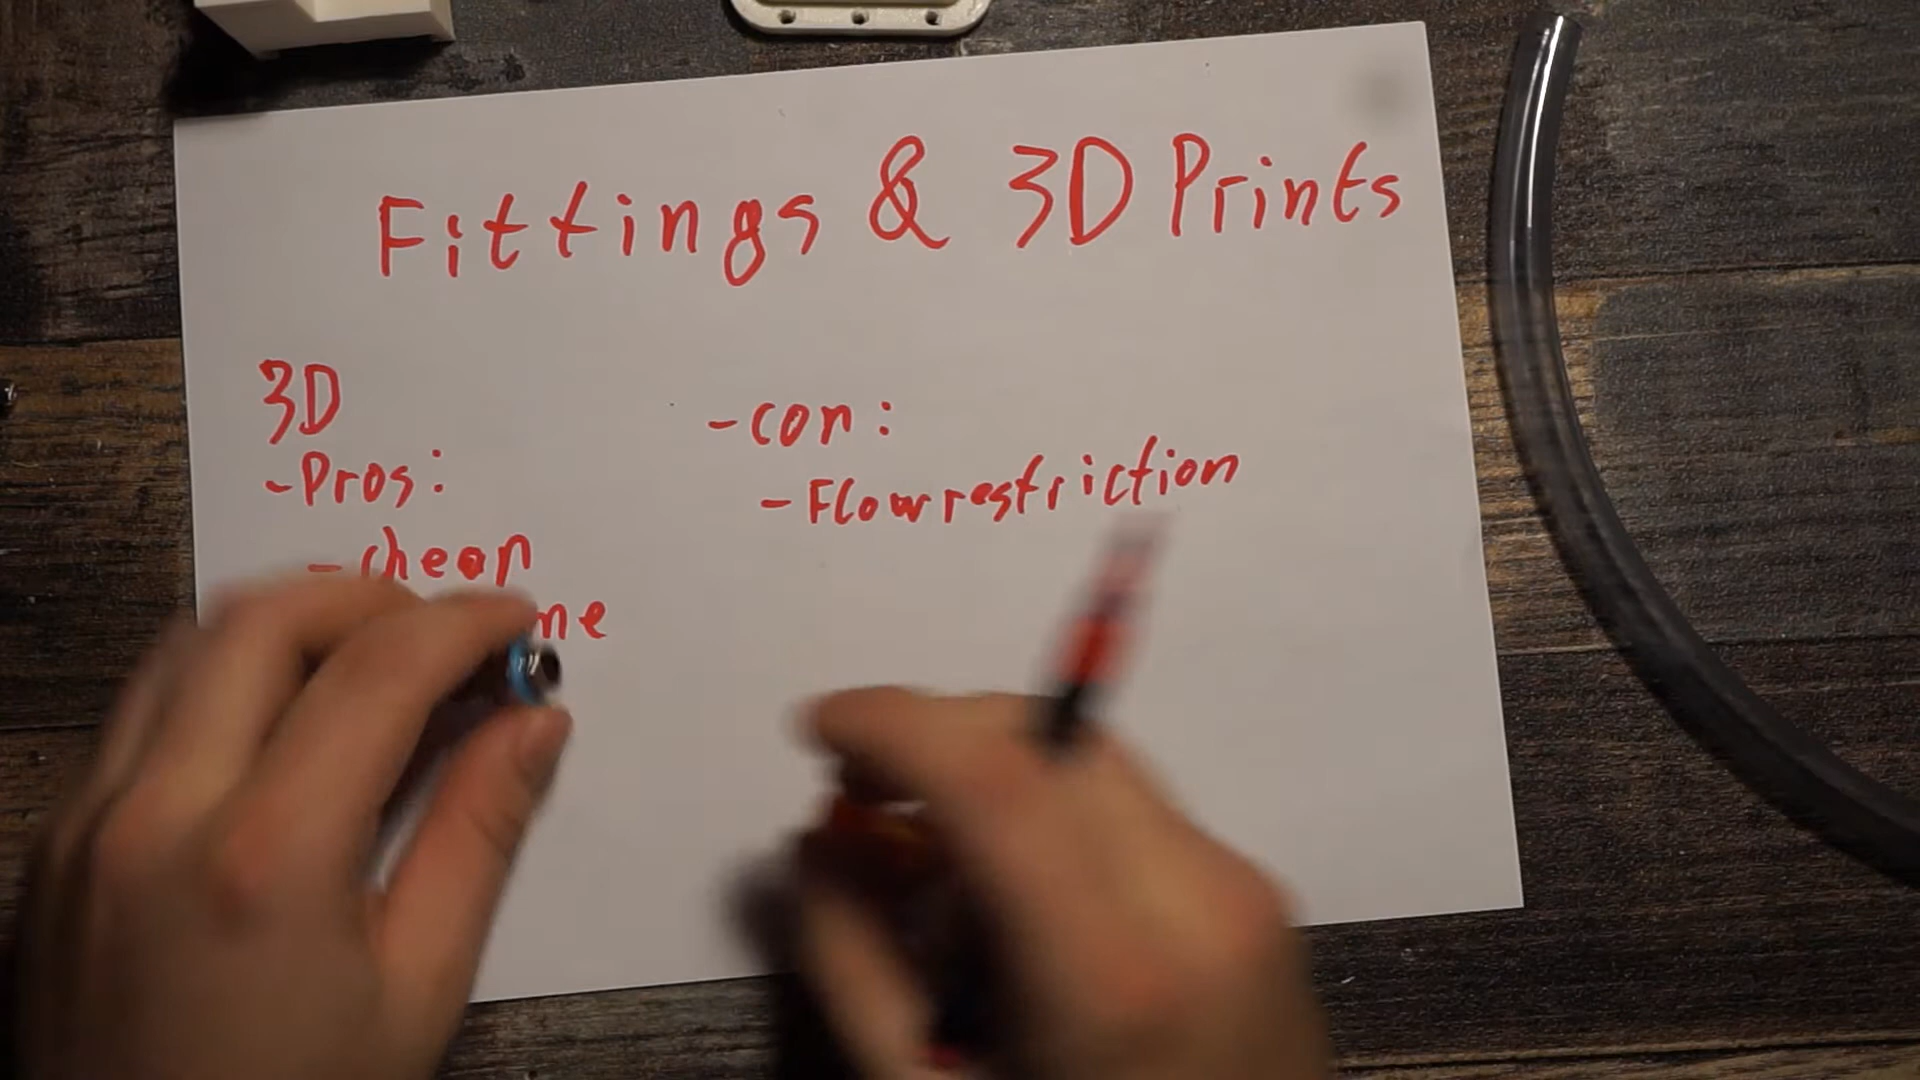 Fittings & 3D Prints
3D
-Pros:
- cheap
-con:
- Flowrestriction